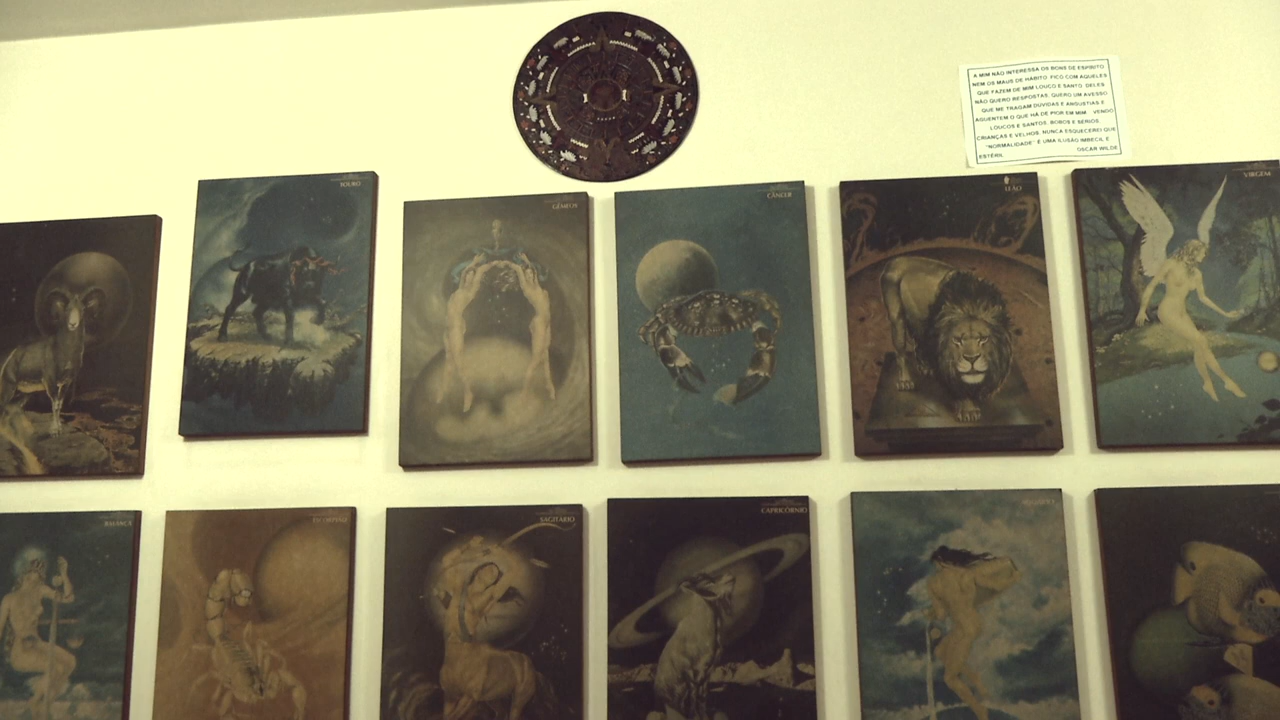 A MIM NÃO INTERESSA OS BONS DE ESPÍRITO
NEM OS MAUS DE HÁBITO. FICO COM AQUELES
QUE FAZEM DE MIM LOUCO E SANTO. DELES
NÃO QUERO RESPOSTAS, QUERO UM AVESSO.
QUE ME TRAGAM DÚVIDAS E ANGUSTIAS E
AGUENTEM O QUE HÁ DE PIOR EM MIM. VENDO
LOUCOS E SANTOS, BOBOS E SÉRIOS,
CRIANÇAS E VELHOS, NUNCA ESQUECEREI QUE
"NORMALIDADE" É UMA ILUSÃO IMBECIL E
ESTÉRIL. OSCAR WILDE
TOURO
GÊMEOS
CÂNCER
LEÃO
VIRGEM
BALANÇA
ESCORPIÃO
SAGITÁRIO
CAPRICÓRNIO